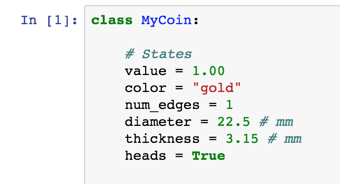 In [1]: class MyCoin:
# States
value = 1.00
color = "gold"
num_edges = 1
diameter = 22.5 # mm
thickness = 3.15 # mm
heads = True